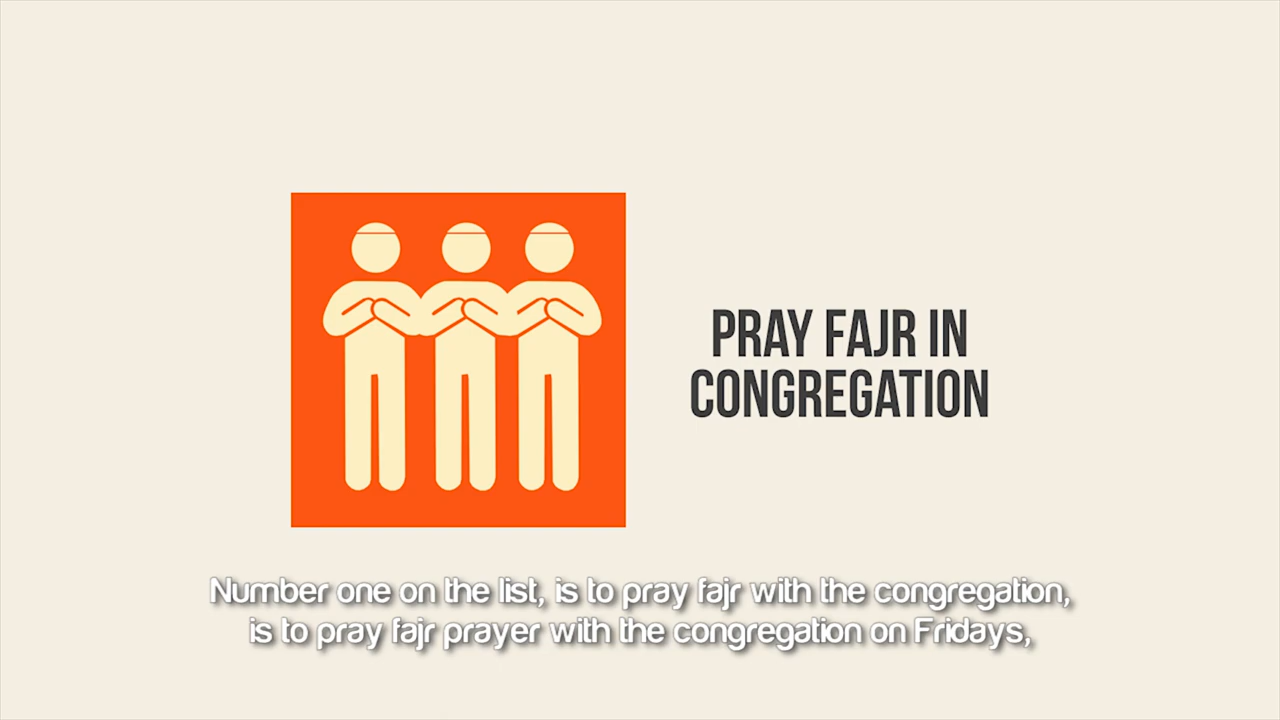 PRAY FAJR IN
CONGREGATION
Number one on the list, is to pray fajr with the congregation,
is to pray fajr prayer with the congregation on Fridays,